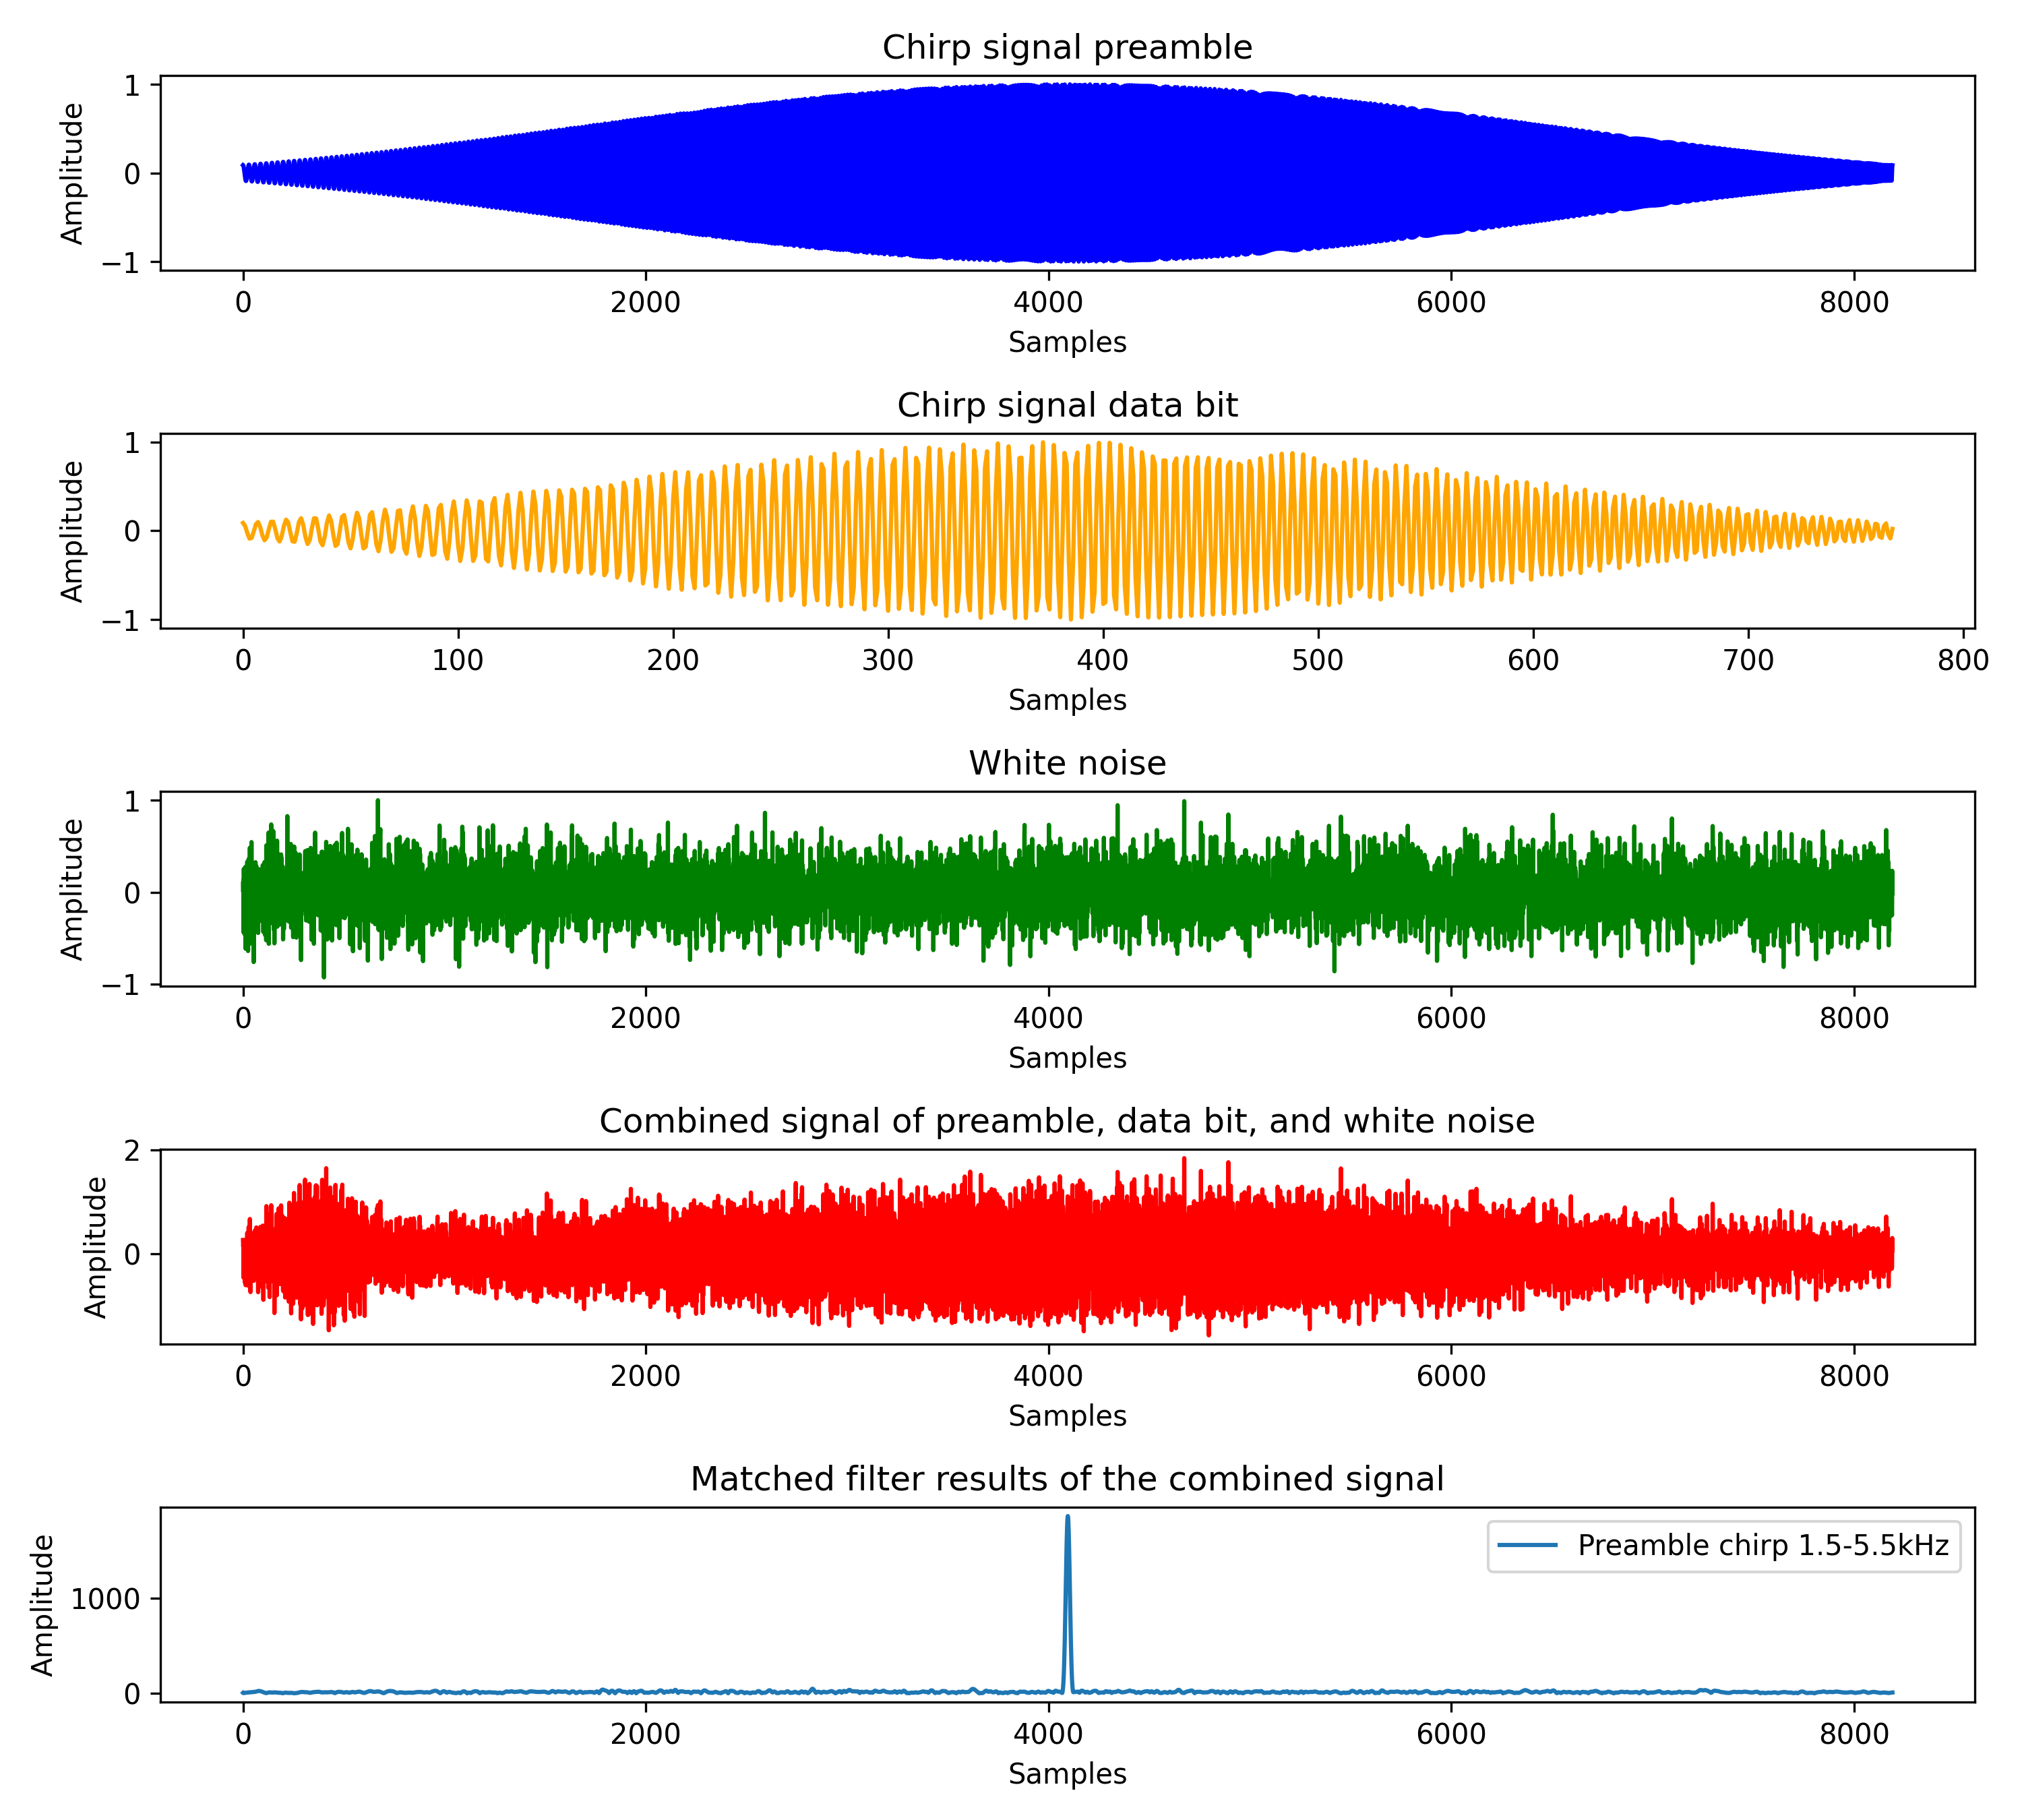 Chirp signal preamble
Amplitude
1
0
−1
0 2000 4000 6000 8000
Samples
Chirp signal data bit
Amplitude
1
0
−1
0 100 200 300 400 500 600 700 800
Samples
White noise
Amplitude
1
0
−1
0 2000 4000 6000 8000
Samples
Combined signal of preamble, data bit, and white noise
Amplitude
2
0
0 2000 4000 6000 8000
Samples
Matched filter results of the combined signal
Amplitude
Preamble chirp 1.5-5.5kHz
1000
0
0 2000 4000 6000 8000
Samples